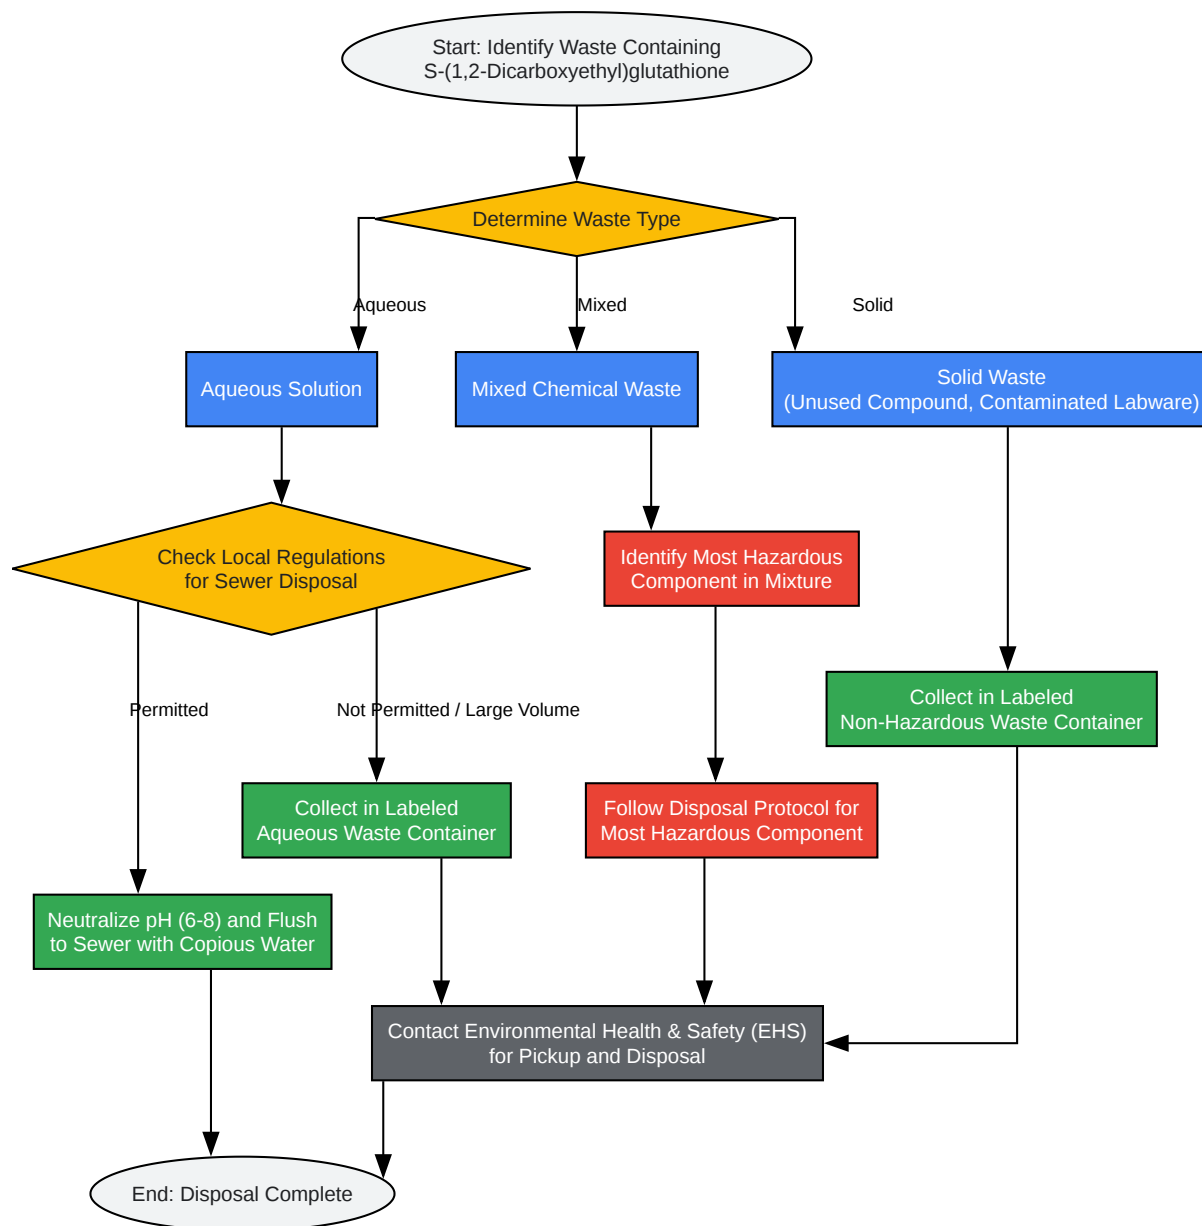 Start: Identify Waste Containing
S-(1,2-Dicarboxyethyl)glutathione
Determine Waste Type
Aqueous
Mixed
Solid
Aqueous Solution
Mixed Chemical Waste
Solid Waste
(Unused Compound, Contaminated Labware)
Check Local Regulations
for Sewer Disposal
Identify Most Hazardous
Component in Mixture
Permitted
Not Permitted / Large Volume
Collect in Labeled
Non-Hazardous Waste Container
Collect in Labeled
Aqueous Waste Container
Follow Disposal Protocol for
Most Hazardous Component
Neutralize pH (6-8) and Flush
to Sewer with Copious Water
Contact Environmental Health & Safety (EHS)
for Pickup and Disposal
End: Disposal Complete